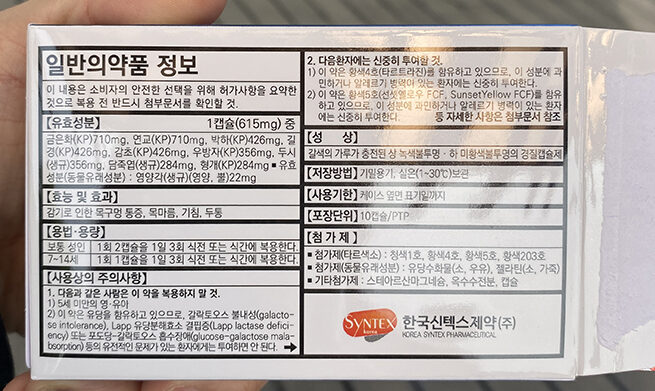 일반의약품 정보
이 내용은 소비자의 안전한 선택을 위해 허가사항을 요약한
것으로 복용 전 반드시 첨부문서를 확인할 것.
【유효성분】 1캡슐(615mg) 중
금은화(KP)710mg, 연교(KP)710mg, 박하(KP)426mg, 길
경(KP)426mg, 감초(KP)426mg, 우방자(KP)356mg, 두시
(생규)356mg, 담죽엽(생규)284mg, 형개(KP)284mg ■ 유효
성분(동물유래성분) : 영양각(생규)(영양, 뿔)22mg
【효능 및 효과】
감기로 인한 목구멍 통증, 목마름, 기침, 두통
【용법·용량】
보통 성인 1회 2캡슐을 1일 3회 식전 또는 식간에 복용한다.
7~14세 1회 1캡슐을 1일 3회 식전 또는 식간에 복용한다.
【사용상의 주의사항】
1. 다음과 같은 사람은 이 약을 복용하지 말 것.
1) 5세 미만의 영·유아
2) 이 약은 유당을 함유하고 있으므로, 갈락토오스 불내성(galacto-
se intolerance), Lapp 유당분해효소 결핍증(Lapp lactase defici-
ency) 또는 포도당-갈락토오스 흡수장애(glucose-galactose mala-
bsorption) 등의 유전적인 문제가 있는 환자에게는 투여하면 안 된다. ➡
2. 다음환자에는 신중히 투여할 것.
1) 이 약은 황색4호(타르트라진)를 함유하고 있으므로, 이 성분에 과
민하거나 알레르기 병력이 있는 환자에는 신중히 투여한다.
2) 이 약은 황색5호(선셋옐로우 FCF, SunsetYellow FCF)를 함유
하고 있으므로, 이 성분에 과민하거나 알레르기 병력이 있는 환자
에는 신중히 투여한다. 등 자세한 사항은 첨부문서 참조
【성 상】
갈색의 가루가 충전된 상 녹색불투명·하 미황색불투명의 경질캡슐제
【저장방법】 기밀용기, 실온(1~30℃)보관
【사용기한】 케이스 옆면 표기일까지
【포장단위】 10캡슐/PTP
【첨 가 제】
■ 첨가제(타르색소) : 청색1호, 황색4호, 황색5호, 황색203호
■ 첨가제(동물유래성분) : 유당수화물(소, 우유), 젤라틴(소, 가죽)
■ 기타첨가제 : 스테아르산마그네슘, 옥수수전분, 캡슐
SYNTEX
korea
한국신텍스제약(주)
KOREA SYNTEX PHARMACEUTICAL